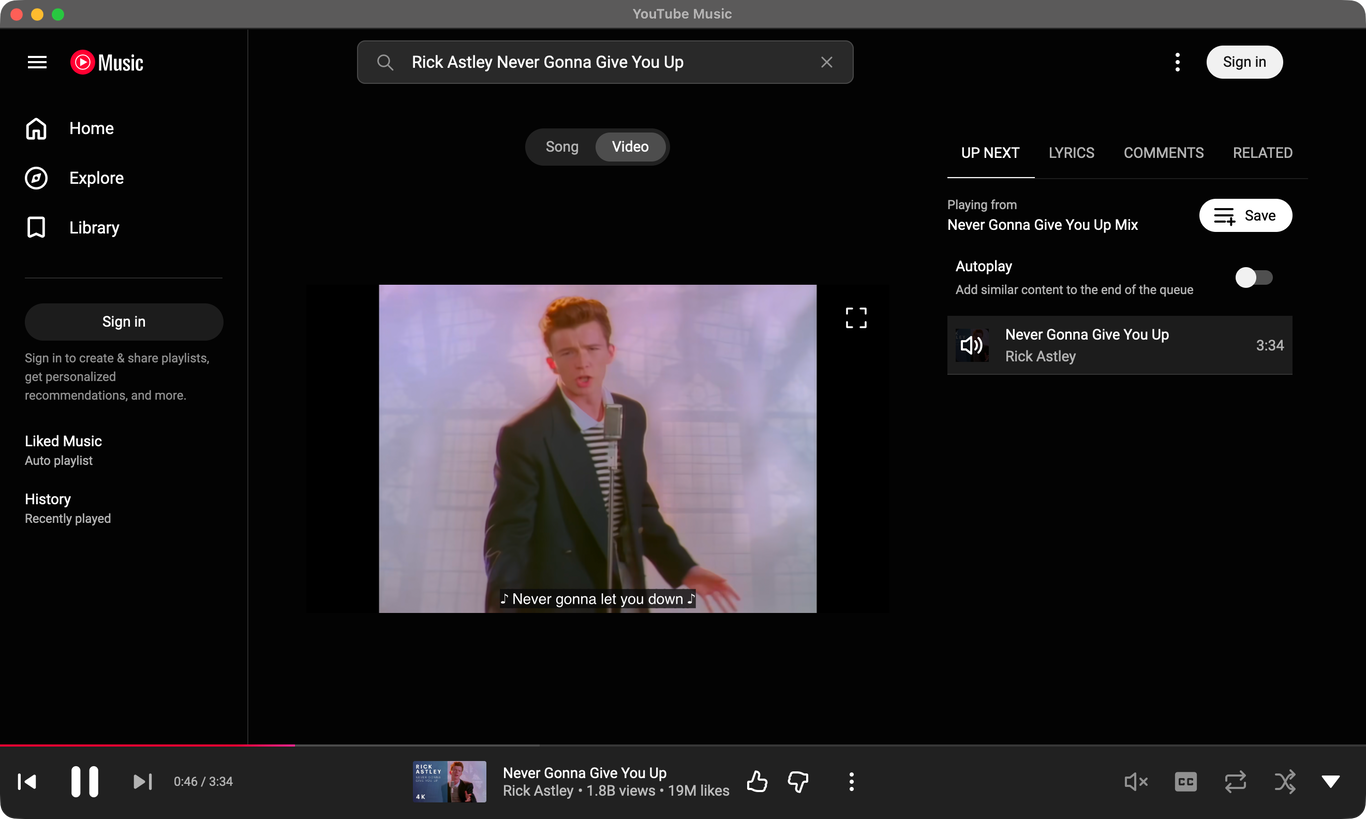 YouTube Music
Music
Rick Astley Never Gonna Give You Up
Sign in
Home
Explore
Library
Sign in
Sign in to create & share playlists,
get personalized
recommendations, and more.
Liked Music
Auto playlist
History
Recently played
Song
Video
♪ Never gonna let you down ♪
UP NEXT
LYRICS
COMMENTS
RELATED
Playing from
Never Gonna Give You Up Mix
Save
Autoplay
Add similar content to the end of the queue
Never Gonna Give You Up
Rick Astley
3:34
0:46 / 3:34
RICK
ASTLEY
4K
Never Gonna Give You Up
Rick Astley • 1.8B views • 19M likes
CC